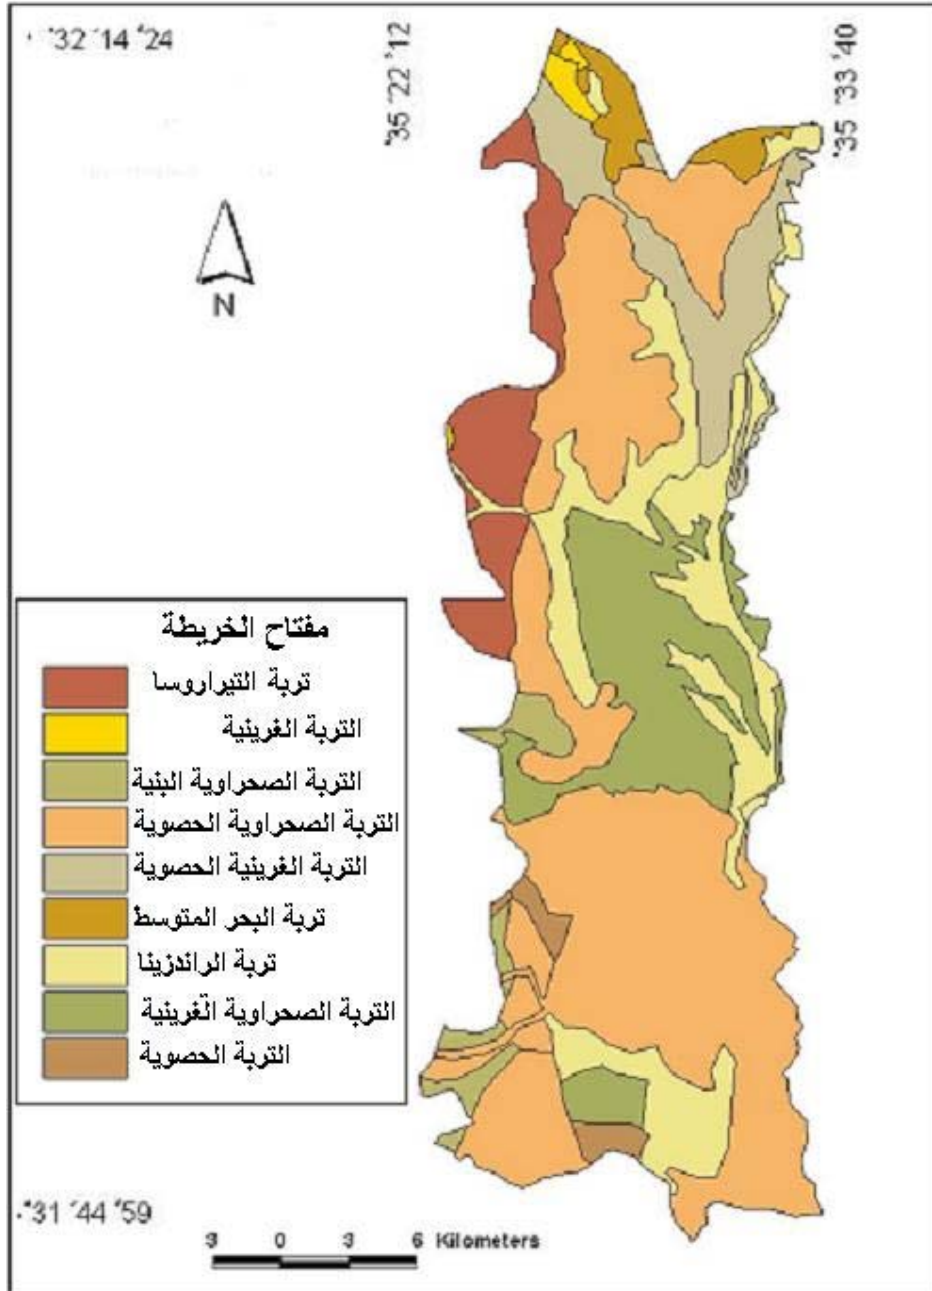 °32 ´14 ˝24
°35 ´22 ˝12
°35 ´33 ˝40
N
مفتاح الخريطة
تربة التيراروسا
التربة الغرينية
التربة الصحراوية البنية
التربة الصحراوية الحصوية
التربة الغرينية الحصوية
تربة البحر المتوسط
تربة الراندزينا
التربة الصحراوية الغرينية
التربة الحصوية
°31 ´44 ˝59
3 0 3 6 Kilometers